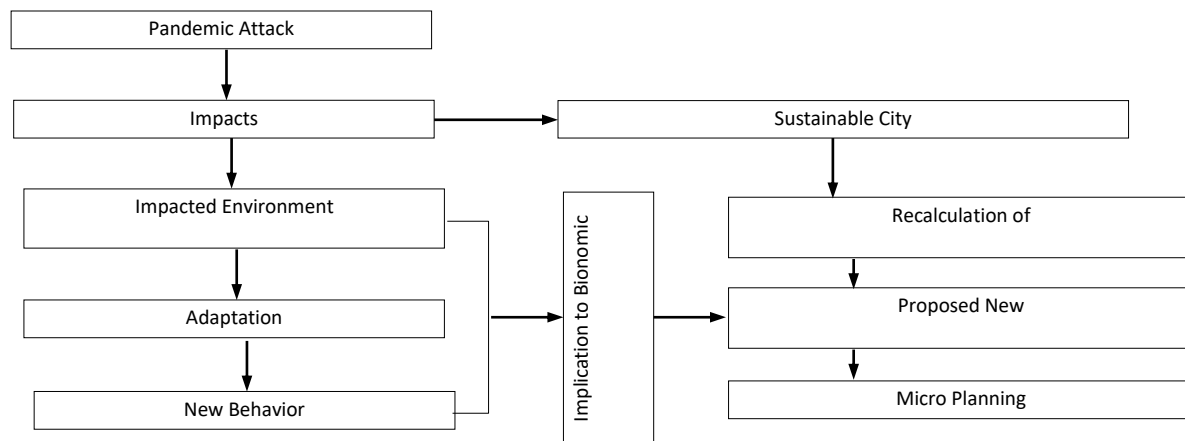 Pandemic Attack
Impacts
Sustainable City
Impacted Environment
Recalculation of
Implication to Bionomic
Proposed New
Adaptation
Micro Planning
New Behavior